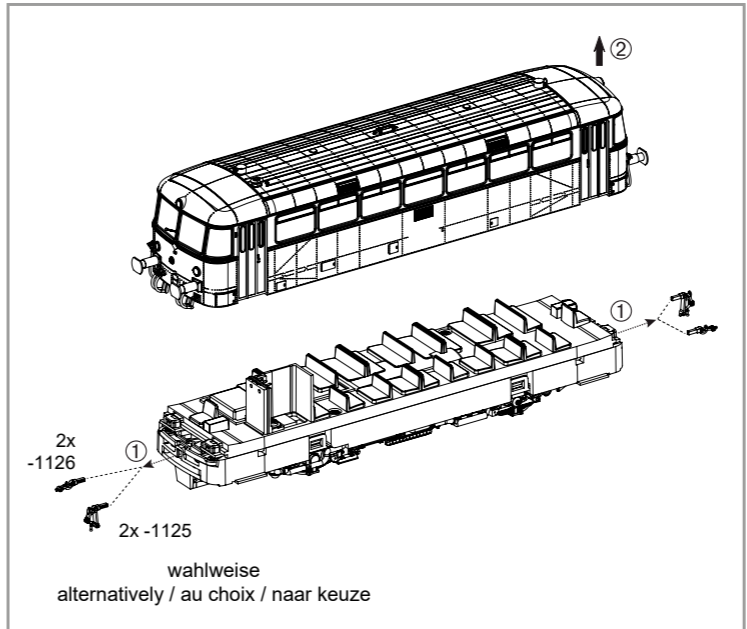 ②
①
2x
-1126
①
2x -1125
wahlweise
alternatively / au choix / naar keuze